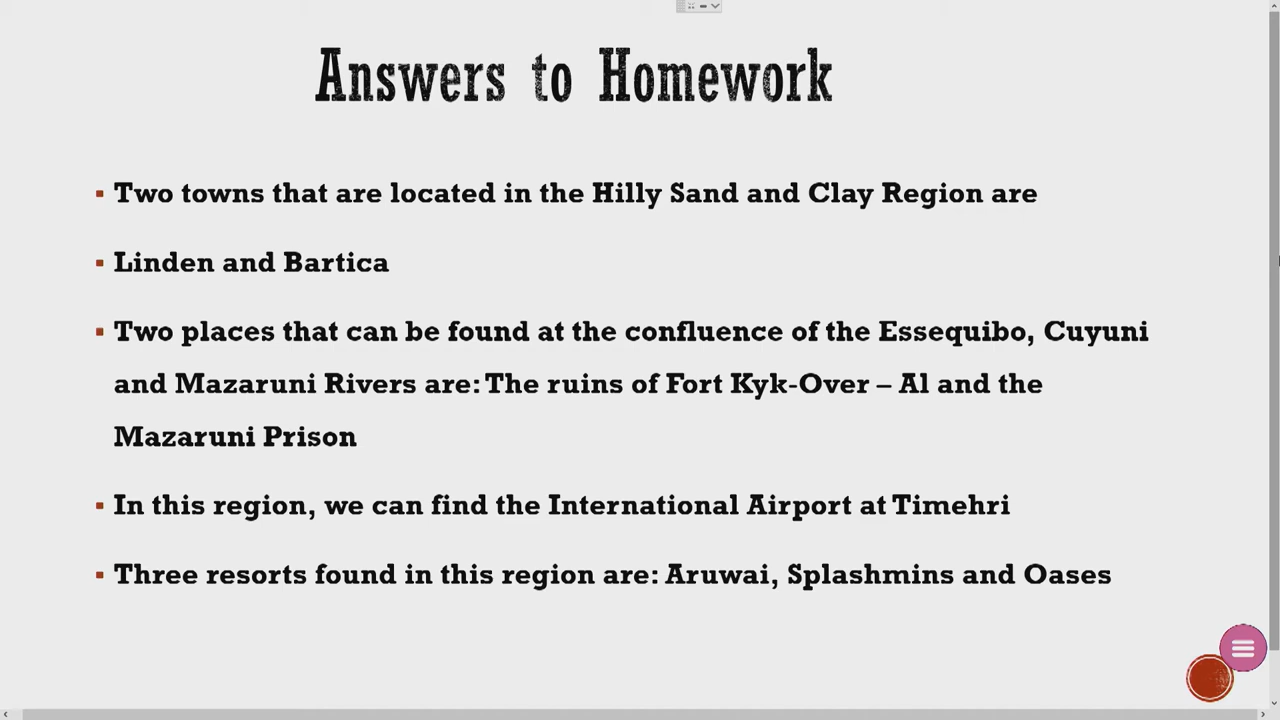 Answers to Homework
Two towns that are located in the Hilly Sand and Clay Region are
Linden and Bartica
Two places that can be found at the confluence of the Essequibo, Cuyuni
and Mazaruni Rivers are: The ruins of Fort Kyk-Over – Al and the
Mazaruni Prison
In this region, we can find the International Airport at Timehri
Three resorts found in this region are: Aruwai, Splashmins and Oases